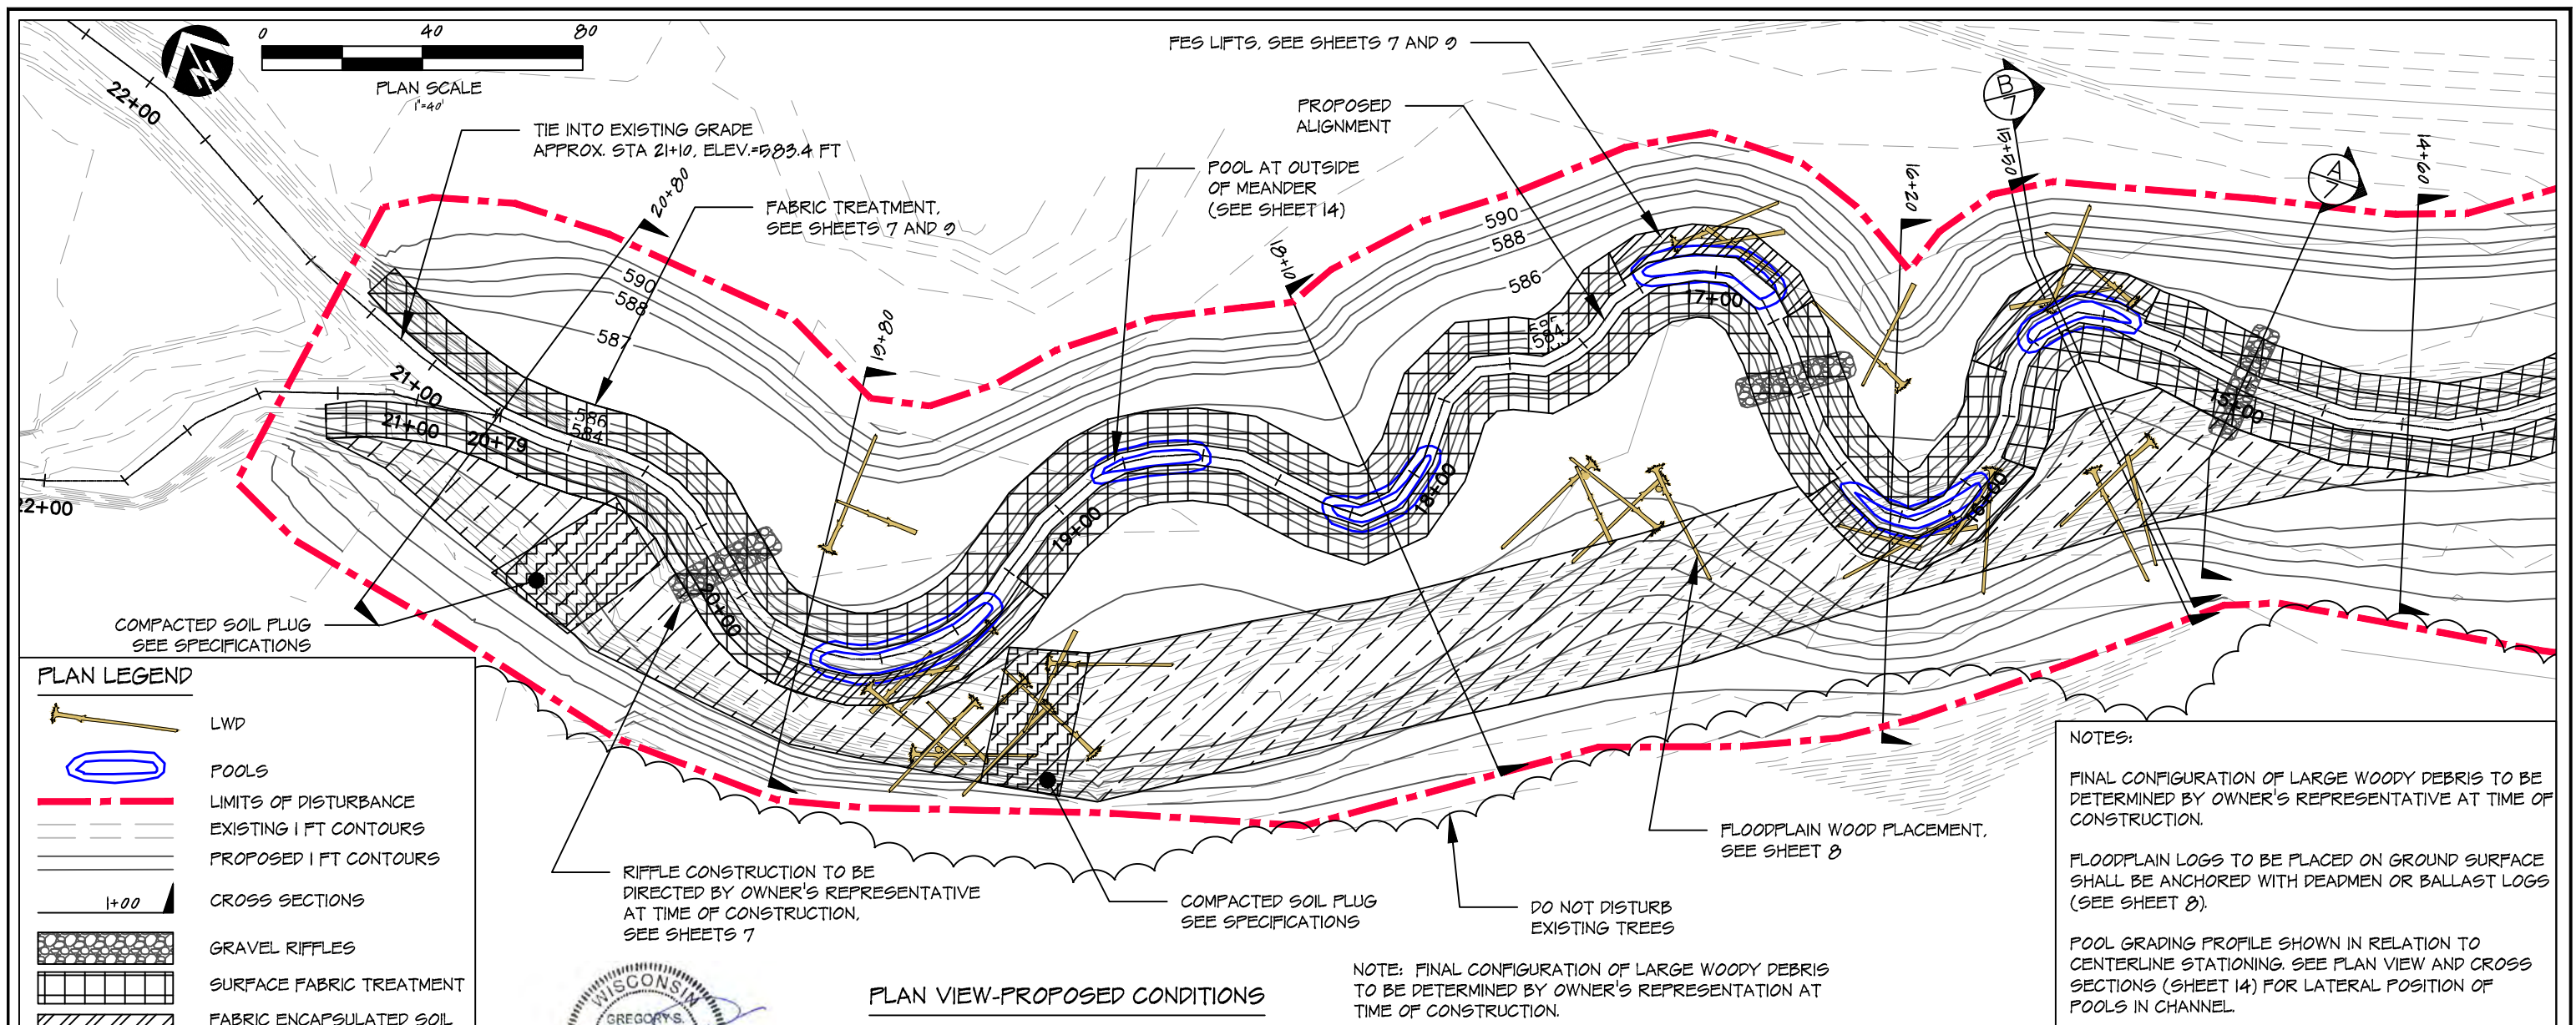 0 40 80
PLAN SCALE
1"=40'
N
22+00
TIE INTO EXISTING GRADE
APPROX. STA 21+10, ELEV.=583.4 FT
20+80
FABRIC TREATMENT,
SEE SHEETS 7 AND 9
POOL AT OUTSIDE
OF MEANDER
(SEE SHEET 14)
FES LIFTS, SEE SHEETS 7 AND 9
PROPOSED
ALIGNMENT
B
7
15+50
A
7
14+60
16+20
18+10
19+80
590
588
587
586
584
590
588
586
584
17+00
21+00
21+00
20+79
22+00
20+00
19+00
18+00
16+00
15+00
COMPACTED SOIL PLUG
SEE SPECIFICATIONS
PLAN LEGEND
LWD
POOLS
LIMITS OF DISTURBANCE
EXISTING 1 FT CONTOURS
PROPOSED 1 FT CONTOURS
1+00
CROSS SECTIONS
GRAVEL RIFFLES
SURFACE FABRIC TREATMENT
FABRIC ENCAPSULATED SOIL
RIFFLE CONSTRUCTION TO BE
DIRECTED BY OWNER'S REPRESENTATIVE
AT TIME OF CONSTRUCTION,
SEE SHEETS 7
WISCONSIN
GREGORY S.
PLAN VIEW-PROPOSED CONDITIONS
COMPACTED SOIL PLUG
SEE SPECIFICATIONS
DO NOT DISTURB
EXISTING TREES
FLOODPLAIN WOOD PLACEMENT,
SEE SHEET 8
NOTE: FINAL CONFIGURATION OF LARGE WOODY DEBRIS
TO BE DETERMINED BY OWNER'S REPRESENTATION AT
TIME OF CONSTRUCTION.
NOTES:
FINAL CONFIGURATION OF LARGE WOODY DEBRIS TO BE
DETERMINED BY OWNER'S REPRESENTATIVE AT TIME OF
CONSTRUCTION.
FLOODPLAIN LOGS TO BE PLACED ON GROUND SURFACE
SHALL BE ANCHORED WITH DEADMEN OR BALLAST LOGS
(SEE SHEET 8).
POOL GRADING PROFILE SHOWN IN RELATION TO
CENTERLINE STATIONING. SEE PLAN VIEW AND CROSS
SECTIONS (SHEET 14) FOR LATERAL POSITION OF
POOLS IN CHANNEL.